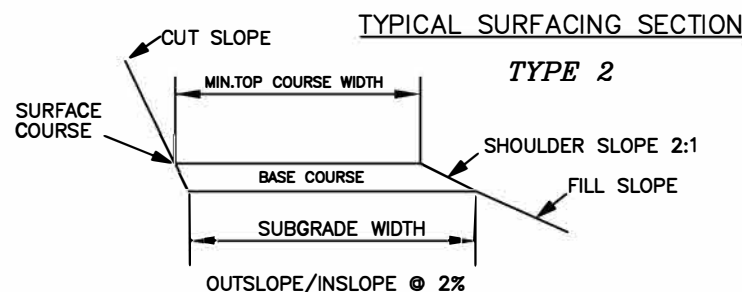 TYPICAL SURFACING SECTION
TYPE 2
CUT SLOPE
MIN.TOP COURSE WIDTH
SURFACE
COURSE
SHOULDER SLOPE 2:1
BASE COURSE
FILL SLOPE
SUBGRADE WIDTH
OUTSLOPE/INSLOPE @ 2%